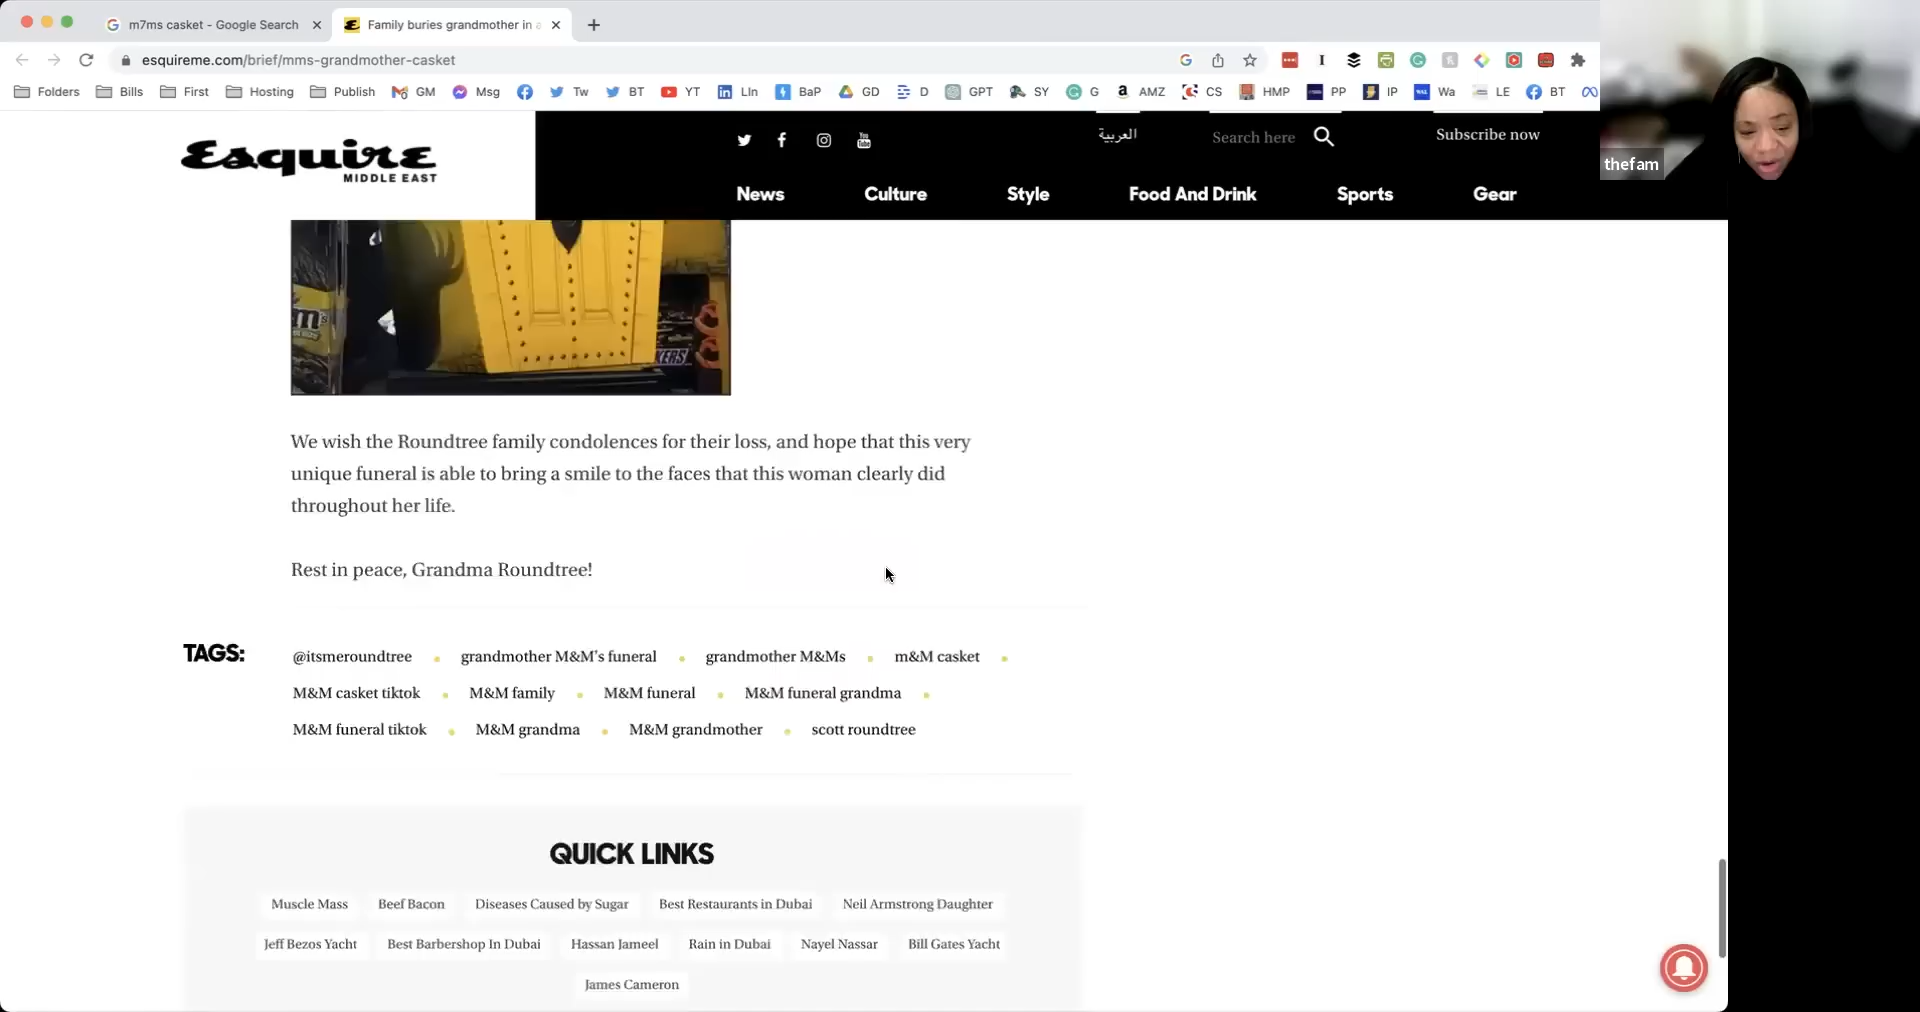 m7ms casket - Google Search
Family buries grandmother in a
esquireme.com/brief/mms-grandmother-casket
Folders Bills First Hosting Publish GM Msg Tw BT YT LIn BaP GD D GPT SY G AMZ CS HMP PP IP Wa LE BT
Esquire
MIDDLE EAST
العربية
Search here
Subscribe now
thefam
News Culture Style Food And Drink Sports Gear
We wish the Roundtree family condolences for their loss, and hope that this very
unique funeral is able to bring a smile to the faces that this woman clearly did
throughout her life.
Rest in peace, Grandma Roundtree!
TAGS:
@itsmeroundtree grandmother M&M's funeral grandmother M&Ms m&M casket
M&M casket tiktok M&M family M&M funeral M&M funeral grandma
M&M funeral tiktok M&M grandma M&M grandmother scott roundtree
QUICK LINKS
Muscle Mass Beef Bacon Diseases Caused by Sugar Best Restaurants in Dubai Neil Armstrong Daughter
Jeff Bezos Yacht Best Barbershop In Dubai Hassan Jameel Rain in Dubai Nayel Nassar Bill Gates Yacht
James Cameron